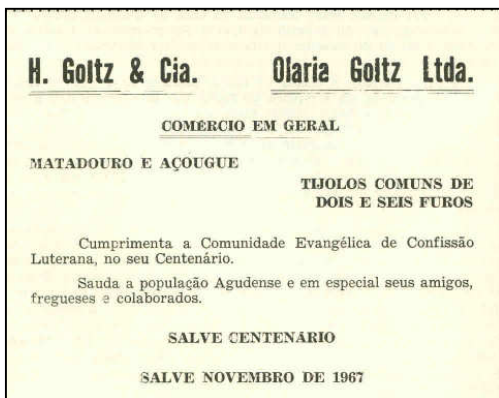 H. Goltz & Cia. Olaria Goltz Ltda.
COMÉRCIO EM GERAL
MATADOURO E AÇOUGUE
TIJOLOS COMUNS DE
DOIS E SEIS FUROS
Cumprimenta a Comunidade Evangélica de Confissão
Luterana, no seu Centenário.
Sauda a população Agudense e em especial seus amigos,
fregueses e colaborados.
SALVE CENTENÁRIO
SALVE NOVEMBRO DE 1967